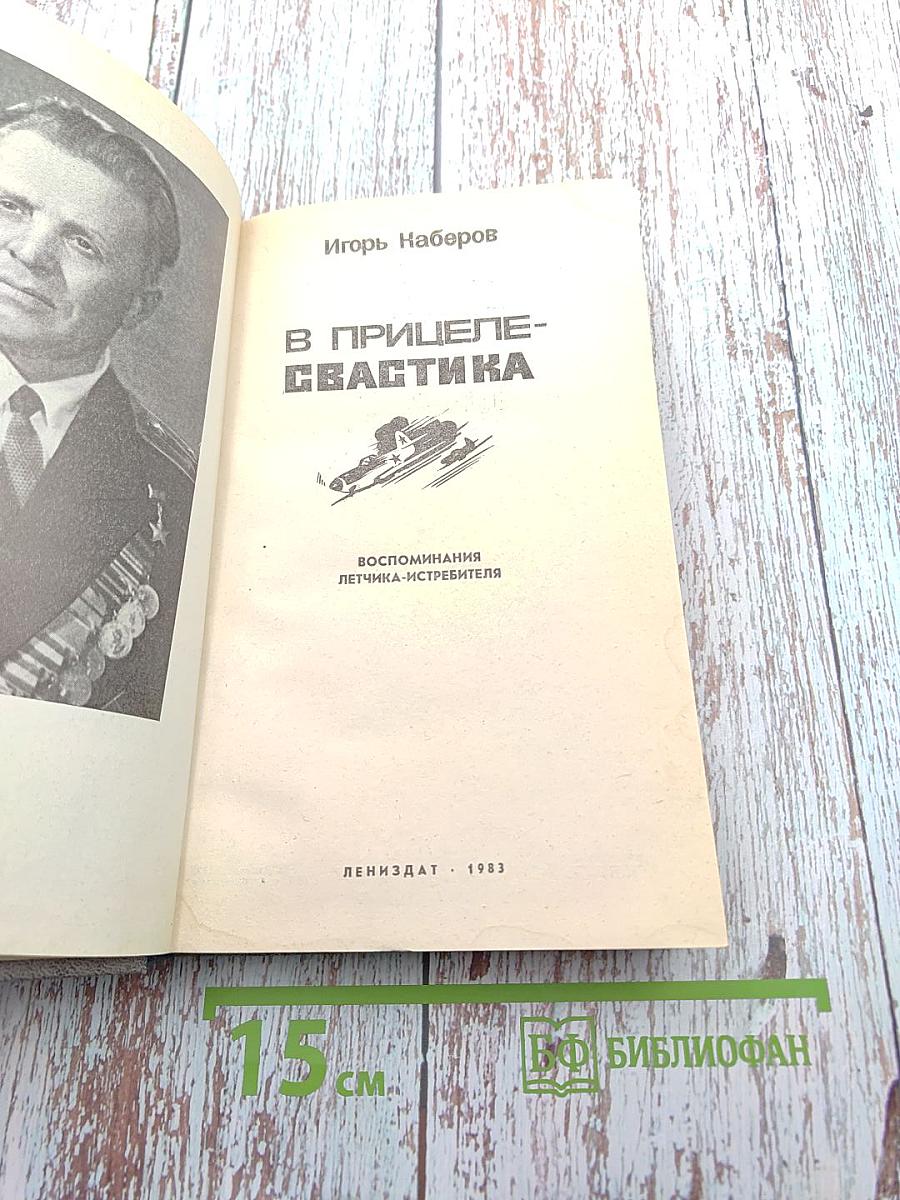 Игорь Каберов
В ПРИЦЕЛЕ-
СВАСТИКА
ВОСПОМИНАНИЯ
ЛЕТЧИКА-ИСТРЕБИТЕЛЯ
ЛЕНИЗДАТ · 1983
15 см
БФ БИБЛИОФАН